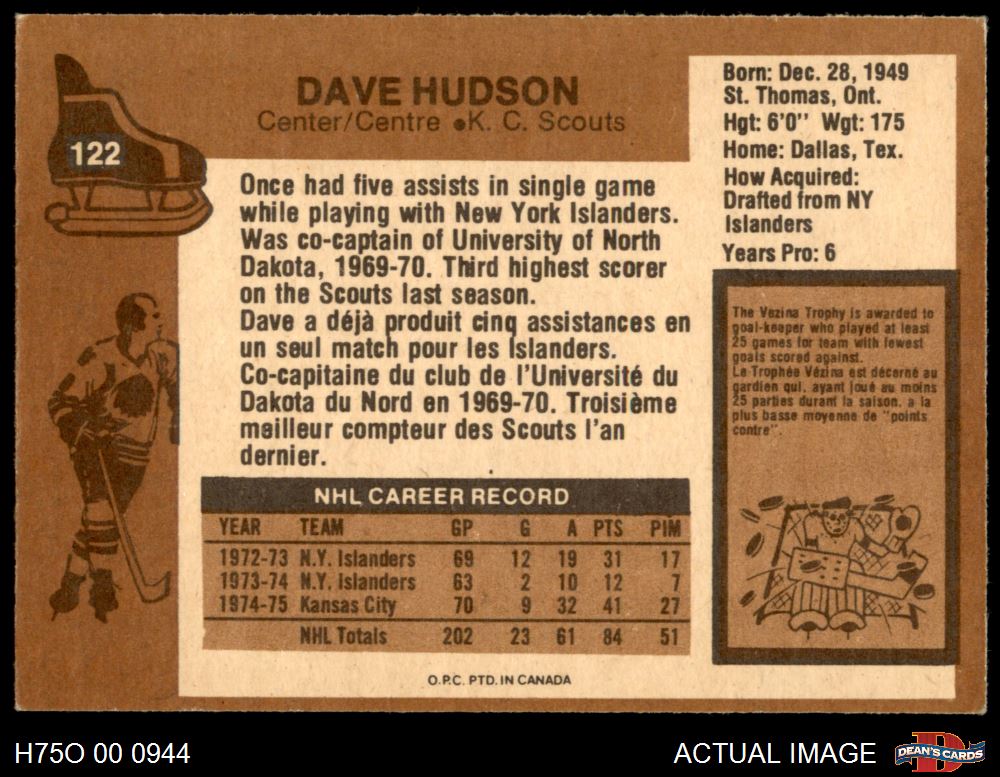 DAVE HUDSON
Center/Centre •K. C. Scouts
122
Born: Dec. 28, 1949
St. Thomas, Ont.
Hgt: 6'0'' Wgt: 175
Home: Dallas, Tex.
How Acquired:
Drafted from NY
Islanders
Years Pro: 6
Once had five assists in single game
while playing with New York Islanders.
Was co-captain of University of North
Dakota, 1969-70. Third highest scorer
on the Scouts last season.
Dave a déjà produit cinq assistances en
un seul match pour les Islanders.
Co-capitaine du club de l'Université du
Dakota du Nord en 1969-70. Troisième
meilleur compteur des Scouts l'an
dernier.
The Vezina Trophy is awarded to
goal-keeper who played at least
25 games for team with fewest
goals scored against.
Le Trophée Vézina est décerné au
gardien qui, ayant joué au moins
25 parties durant la saison, a la
plus basse moyenne de "points
contre".
NHL CAREER RECORD
YEAR TEAM GP G A PTS PIM
1972-73 N.Y. Islanders 69 12 19 31 17
1973-74 N.Y. Islanders 63 2 10 12 7
1974-75 Kansas City 70 9 32 41 27
NHL Totals 202 23 61 84 51
O.P.C. PTD. IN CANADA
H75O 00 0944
ACTUAL IMAGE
D
DEAN'S CARDS